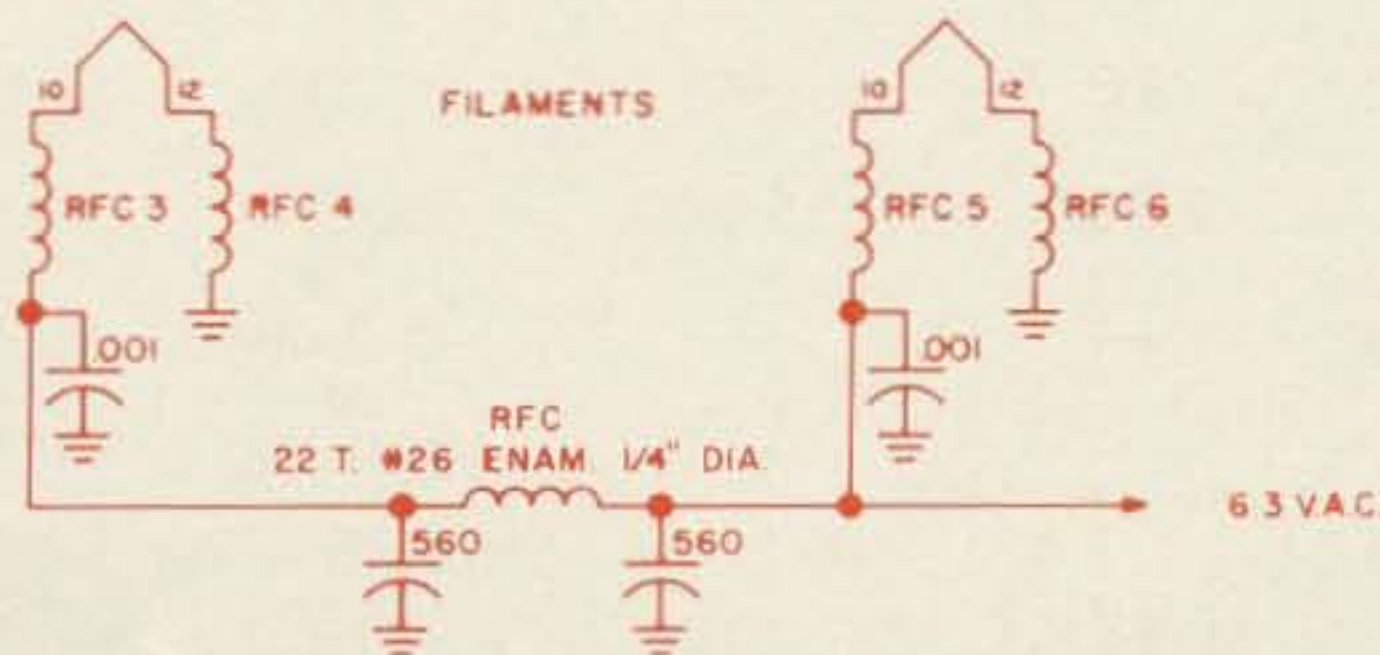 10 12 FILAMENTS 10 12
RFC 3 RFC 4 RFC 5 RFC 6
.001 .001
RFC
22 T. #26 ENAM. 1/4" DIA.
6 3 V.A.C.
560 560